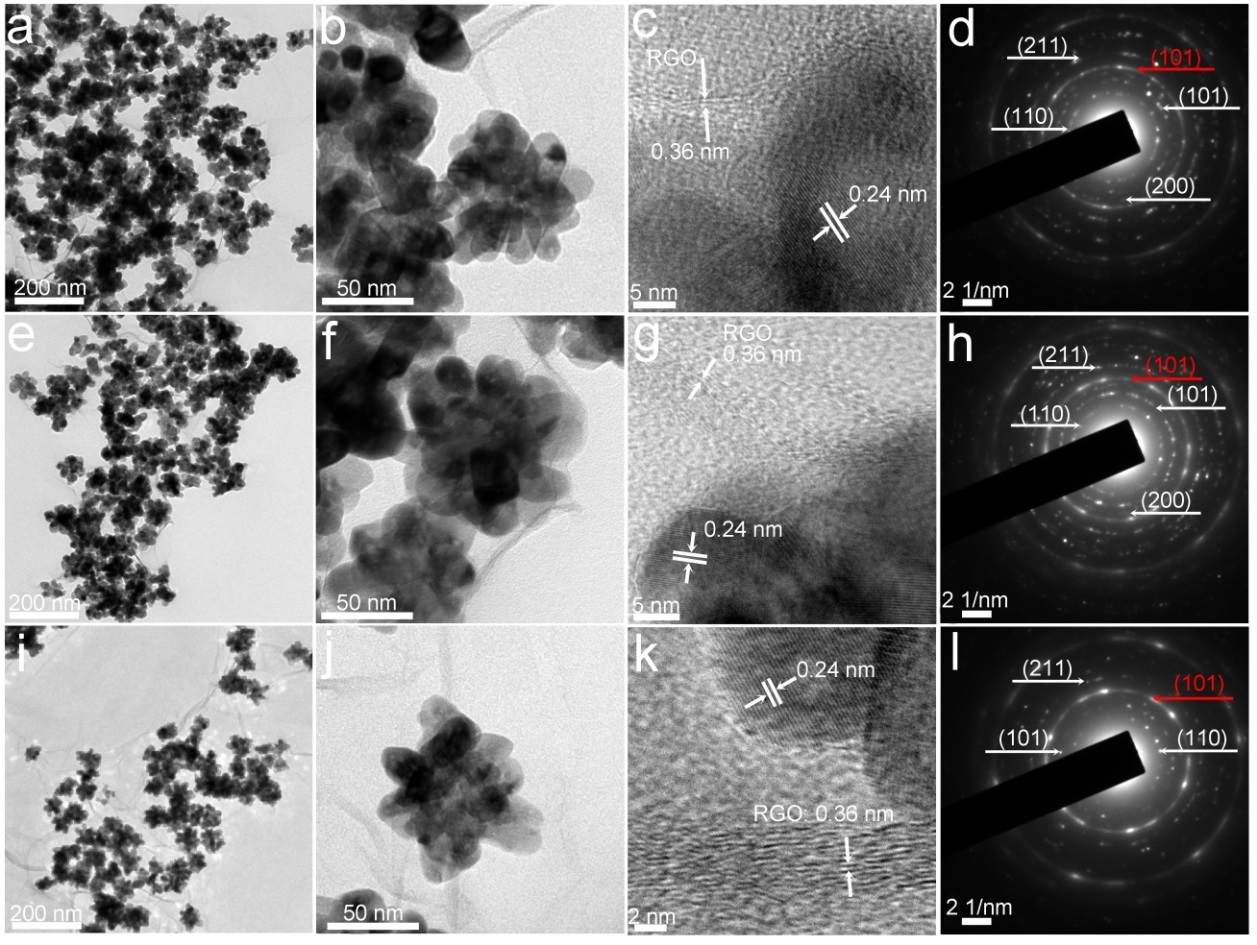 a
200 nm
b
50 nm
c
RGO
0.36 nm
0.24 nm
5 nm
d
(211)
(101)
(101)
(110)
(200)
2 1/nm
e
200 nm
f
50 nm
g
RGO
0.36 nm
0.24 nm
5 nm
h
(211)
(101)
(101)
(110)
(200)
2 1/nm
i
200 nm
j
50 nm
k
0.24 nm
RGO: 0.36 nm
2 nm
l
(211)
(101)
(101)
(110)
2 1/nm